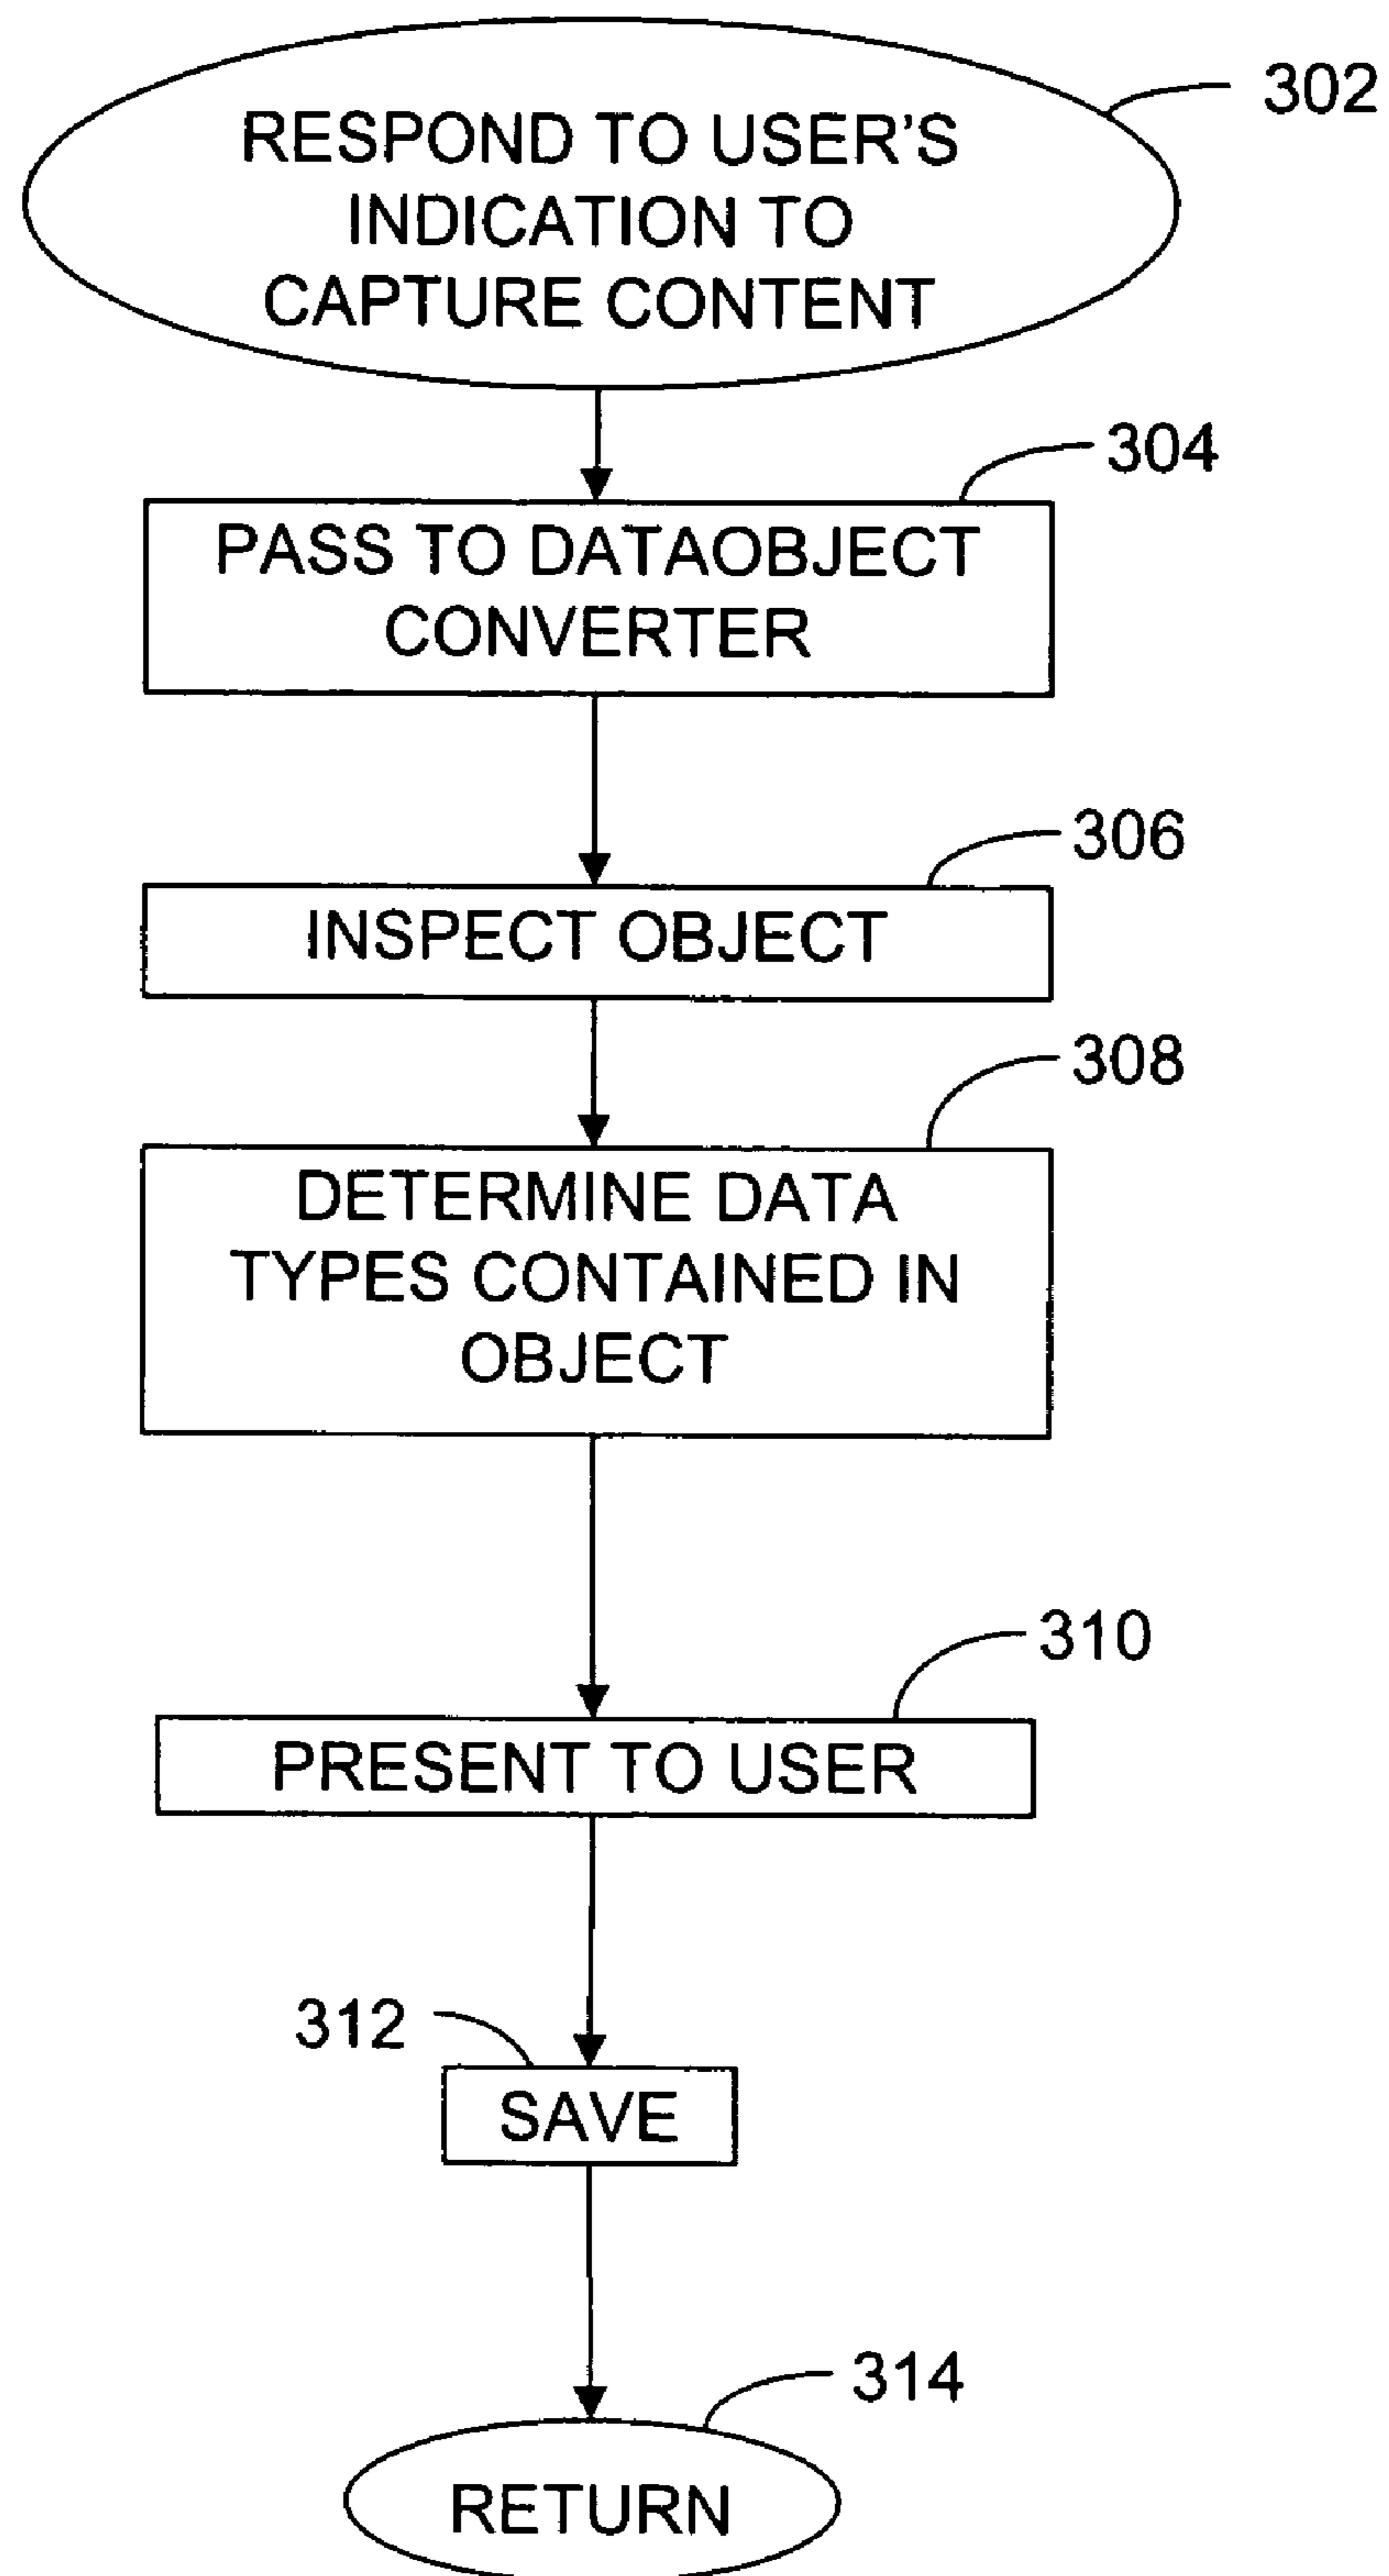 302
RESPOND TO USER'S
INDICATION TO
CAPTURE CONTENT
304
PASS TO DATAOBJECT
CONVERTER
306
INSPECT OBJECT
308
DETERMINE DATA
TYPES CONTAINED IN
OBJECT
310
PRESENT TO USER
312
SAVE
314
RETURN